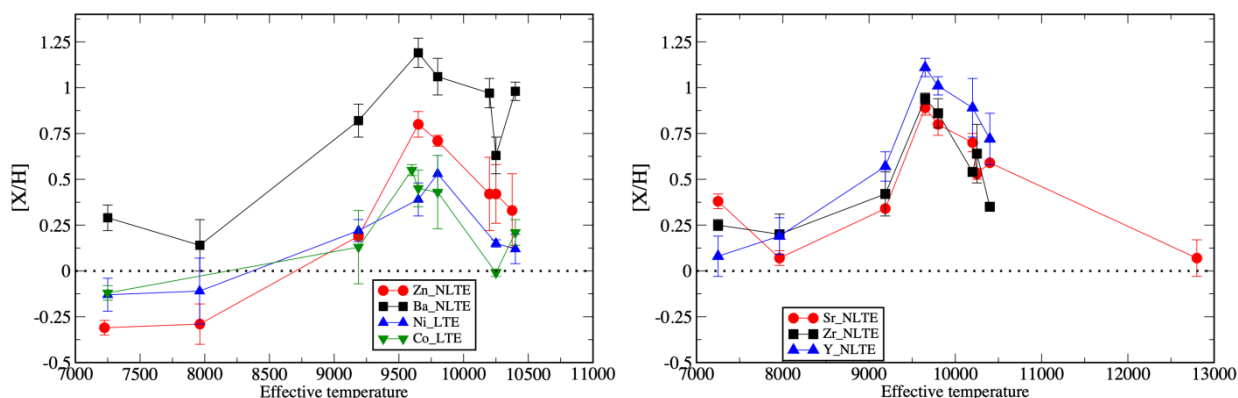 [X/H]
1.25
1
0.75
0.5
0.25
0
-0.25
-0.5
Zn_NLTE
Ba_NLTE
Ni_LTE
Co_LTE
7000 7500 8000 8500 9000 9500 10000 10500 11000
Effective temperature
[X/H]
1.25
1
0.75
0.5
0.25
0
-0.25
-0.5
Sr_NLTE
Zr_NLTE
Y_NLTE
7000 8000 9000 10000 11000 12000 13000
Effective temperature